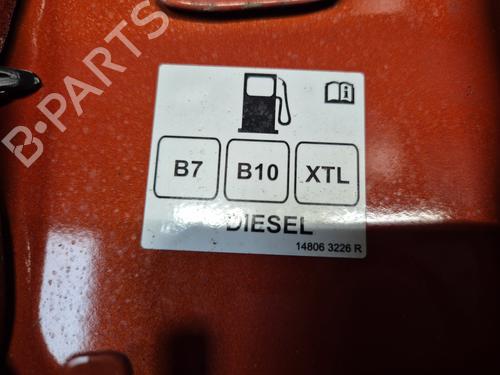 B-PARTS
i
B7 B10 XTL
DIESEL
14806 3226 R